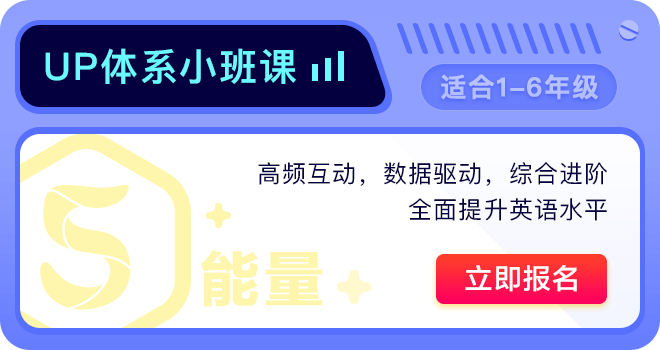 UP体系小班课
适合1-6年级
高频互动，数据驱动，综合进阶
全面提升英语水平
能量
立即报名